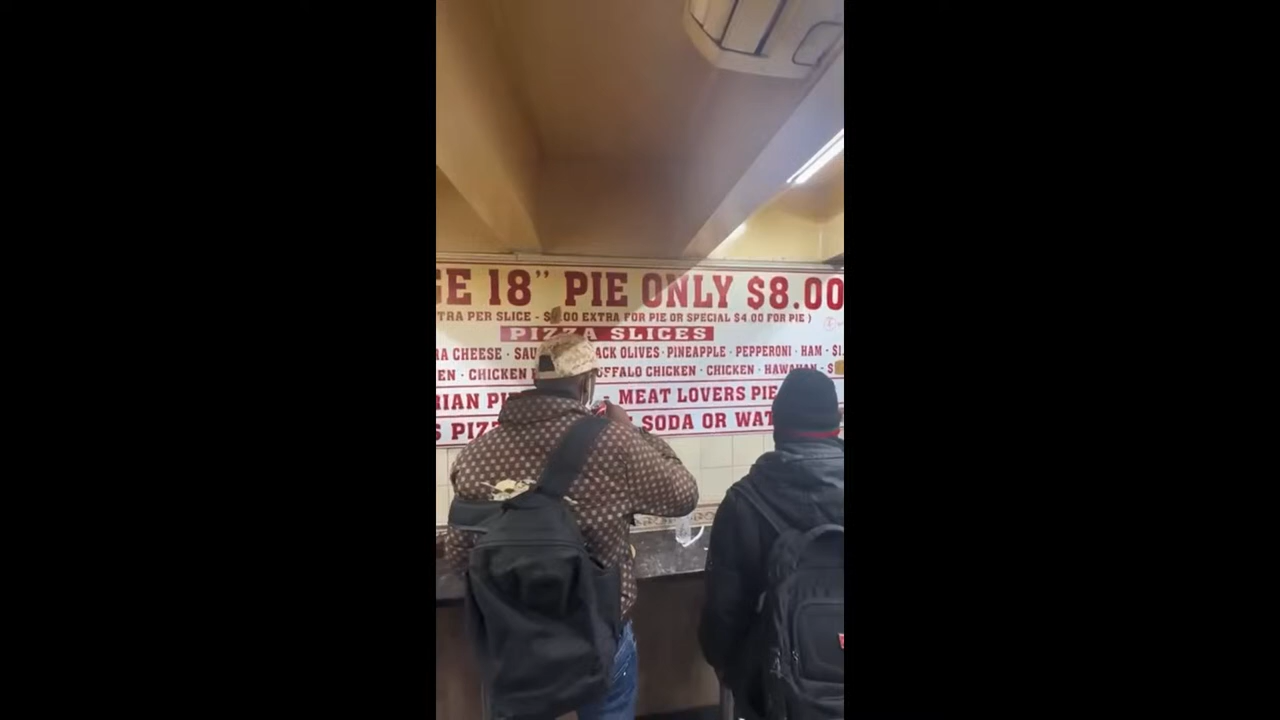 GE 18” PIE ONLY $8.00
TRA PER SLICE - $ .00 EXTRA FOR PIE OR SPECIAL $4.00 FOR PIE )
PIZZA SLICES
RA CHEESE · SAU ACK OLIVES · PINEAPPLE · PEPPERONI · HAM - $1.
EN · CHICKEN UFFALO CHICKEN · CHICKEN · HAWAIIAN - $
RIAN PI - MEAT LOVERS PIE
S PIZZ SODA OR WAT